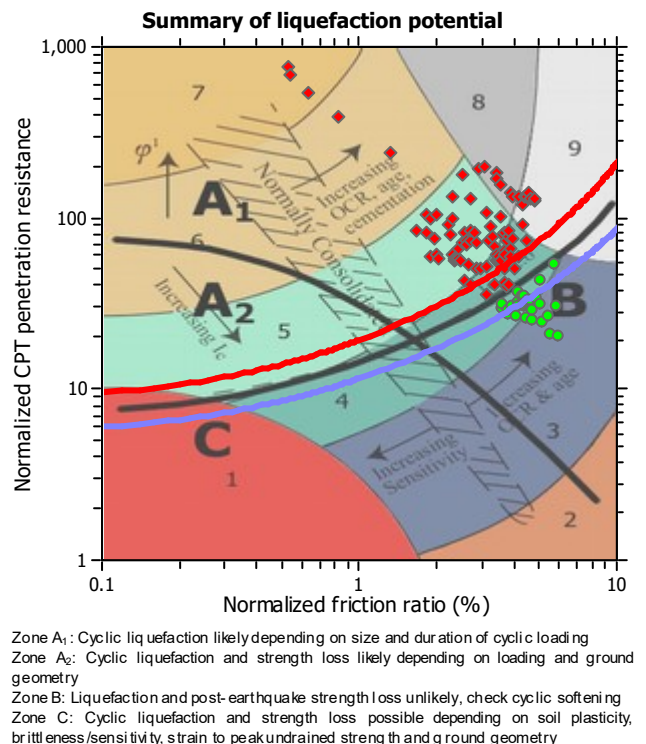 Summary of liquefaction potential
1,000
100
10
1
Normalized CPT penetration resistance
7
8
9
φ'
A1
Normally Consolidated
Increasing
OCR, age,
cementation
6
A2
Increasing Ic
5
B
4
C
1
Increasing
OCR & age
Increasing
Sensitivity
3
2
0.1
1
10
Normalized friction ratio (%)
Zone A1: Cyclic liquefaction likely depending on size and duration of cyclic loading
Zone A2: Cyclic liquefaction and strength loss likely depending on loading and ground
geometry
Zone B: Liquefaction and post-earthquake strength loss unlikely, check cyclic softening
Zone C: Cyclic liquefaction and strength loss possible depending on soil plasticity,
brittleness/sensitivity, strain to peak undrained strength and ground geometry